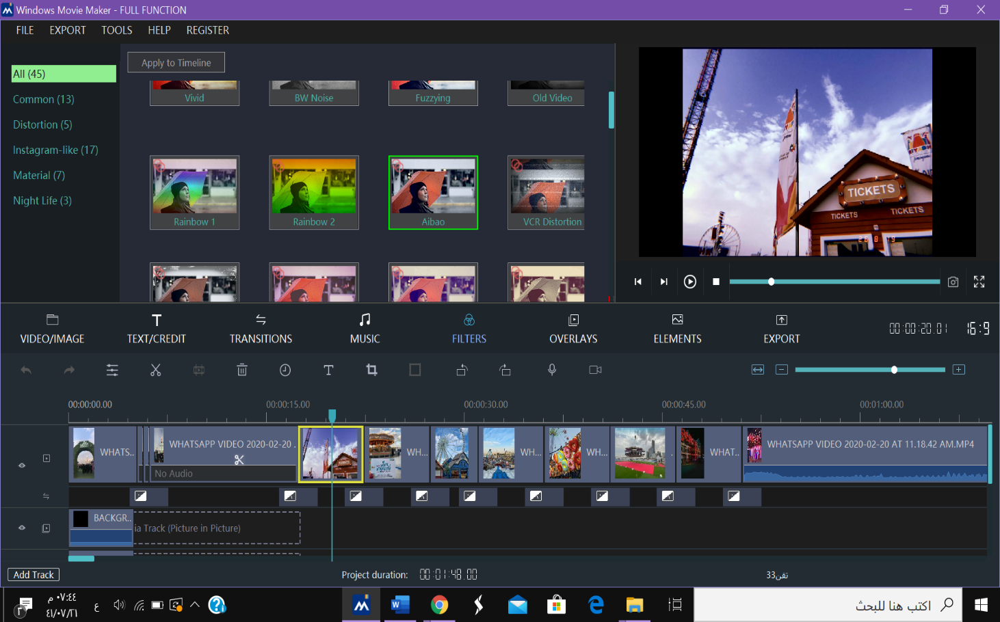 Windows Movie Maker - FULL FUNCTION
FILE EXPORT TOOLS HELP REGISTER
All (45)
Common (13)
Distortion (5)
Instagram-like (17)
Material (7)
Night Life (3)
Apply to Timeline
Vivid BW Noise Fuzzying Old Video
Rainbow 1 Rainbow 2 Aibao VCR Distortion
TICKETS
TICKETS TICKETS
26 8 19
VIDEO/IMAGE TEXT/CREDIT TRANSITIONS MUSIC FILTERS OVERLAYS ELEMENTS EXPORT 00:00:20.01 16:9
00:00:00.00 00:00:15.00 00:00:30.00 00:00:45.00 00:01:00.00
WHATS... WHATSAPP VIDEO 2020-02-20 . WH... WH... WH... . WHAT... WHATSAPP VIDEO 2020-02-20 AT 11.18.42 AM.MP4
No Audio
BACKGR...
ia Track (Picture in Picture)
Add Track Project duration: 00:01:48.00 تقى33
٠٧:٤٤ م
٤١/٠٧/٢٦
٢
ع
اكتب هنا للبحث